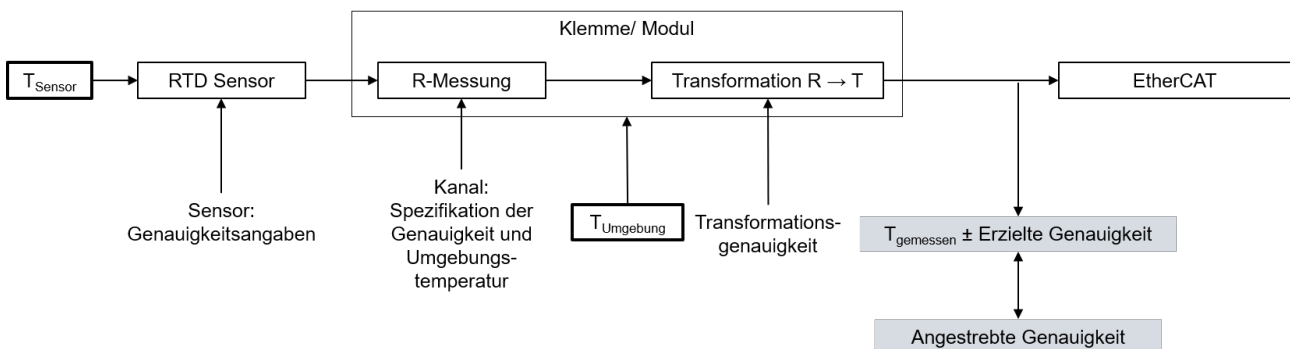 Klemme/ Modul
TSensor
RTD Sensor
R-Messung
Transformation R → T
EtherCAT
Sensor:
Genauigkeitsangaben
Kanal:
Spezifikation der
Genauigkeit und
Umgebungs-
temperatur
TUmgebung
Transformations-
genauigkeit
Tgemessen ± Erzielte Genauigkeit
Angestrebte Genauigkeit